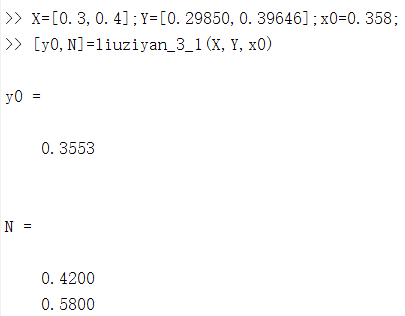 >> X=[0.3,0.4];Y=[0.29850,0.39646];x0=0.358;
>> [y0,N]=liuziyan_3_1(X,Y,x0)
y0 =
0.3553
N =
0.4200
0.5800